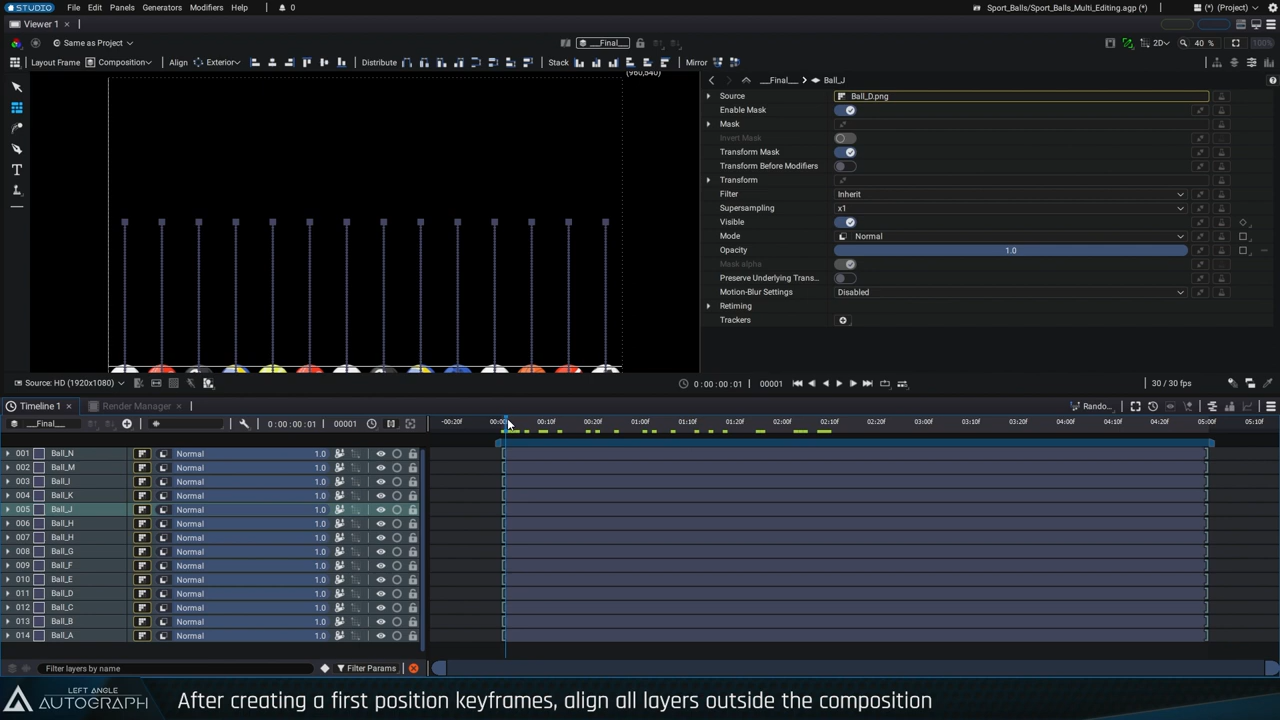 STUDIO File Edit Panels Generators Modifiers Help 0 Sport_Balls/Sport_Balls_Multi_Editing.agp (*) (*) (Project)
Viewer 1 ×
Same as Project __Final__ 2D 40 % 100%
Layout Frame Composition Align Exterior Distribute Stack Mirror
(960,540)
__Final__ Ball_J
Source Ball_D.png
Enable Mask
Mask
Invert Mask
Transform Mask
Transform Before Modifiers
Transform
Filter Inherit
Supersampling x1
Visible
Mode Normal
Opacity 1.0
Mask alpha
Preserve Underlying Trans...
Motion-Blur Settings Disabled
Retiming
Trackers
Source: HD (1920x1080) 0:00:00:01 00001 30 / 30 fps
Timeline 1 × Render Manager × Rando...
__Final__ 0:00:00:01 00001 -00:20f 00:0 00:10f 00:20f 01:00f 01:10f 01:20f 02:00f 02:10f 02:20f 03:00f 03:10f 03:20f 04:00f 04:10f 04:20f 05:00f 05:10f
001 Ball_N Normal 1.0
002 Ball_M Normal 1.0
003 Ball_I Normal 1.0
004 Ball_K Normal 1.0
005 Ball_J Normal 1.0
006 Ball_H Normal 1.0
007 Ball_H Normal 1.0
008 Ball_G Normal 1.0
009 Ball_F Normal 1.0
010 Ball_E Normal 1.0
011 Ball_D Normal 1.0
012 Ball_C Normal 1.0
013 Ball_B Normal 1.0
014 Ball_A Normal 1.0
Filter layers by name Filter Params
LEFT ANGLE
AUTOGRAPH
After creating a first position keyframes, align all layers outside the composition